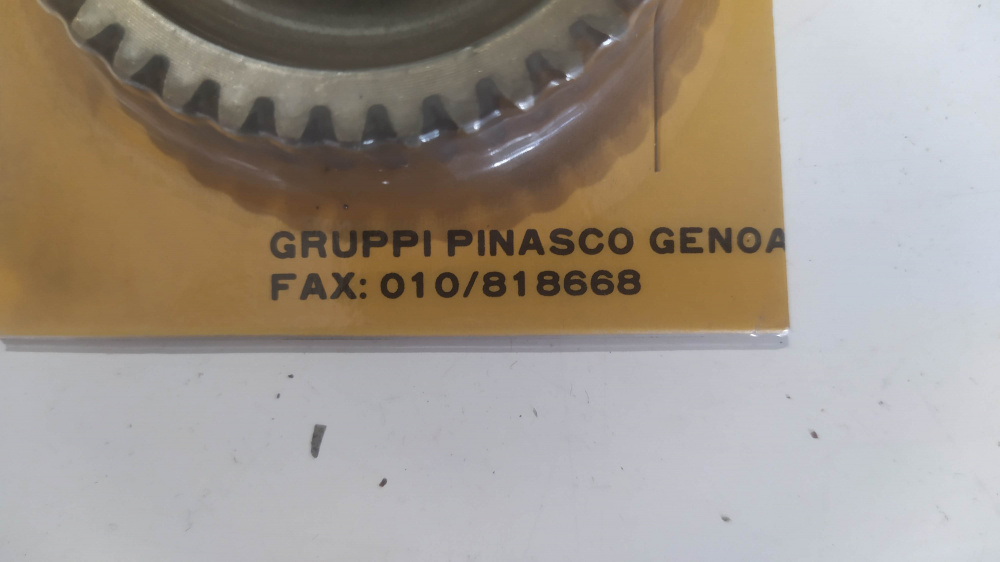 GRUPPI PINASCO GENOA
FAX: 010/818668